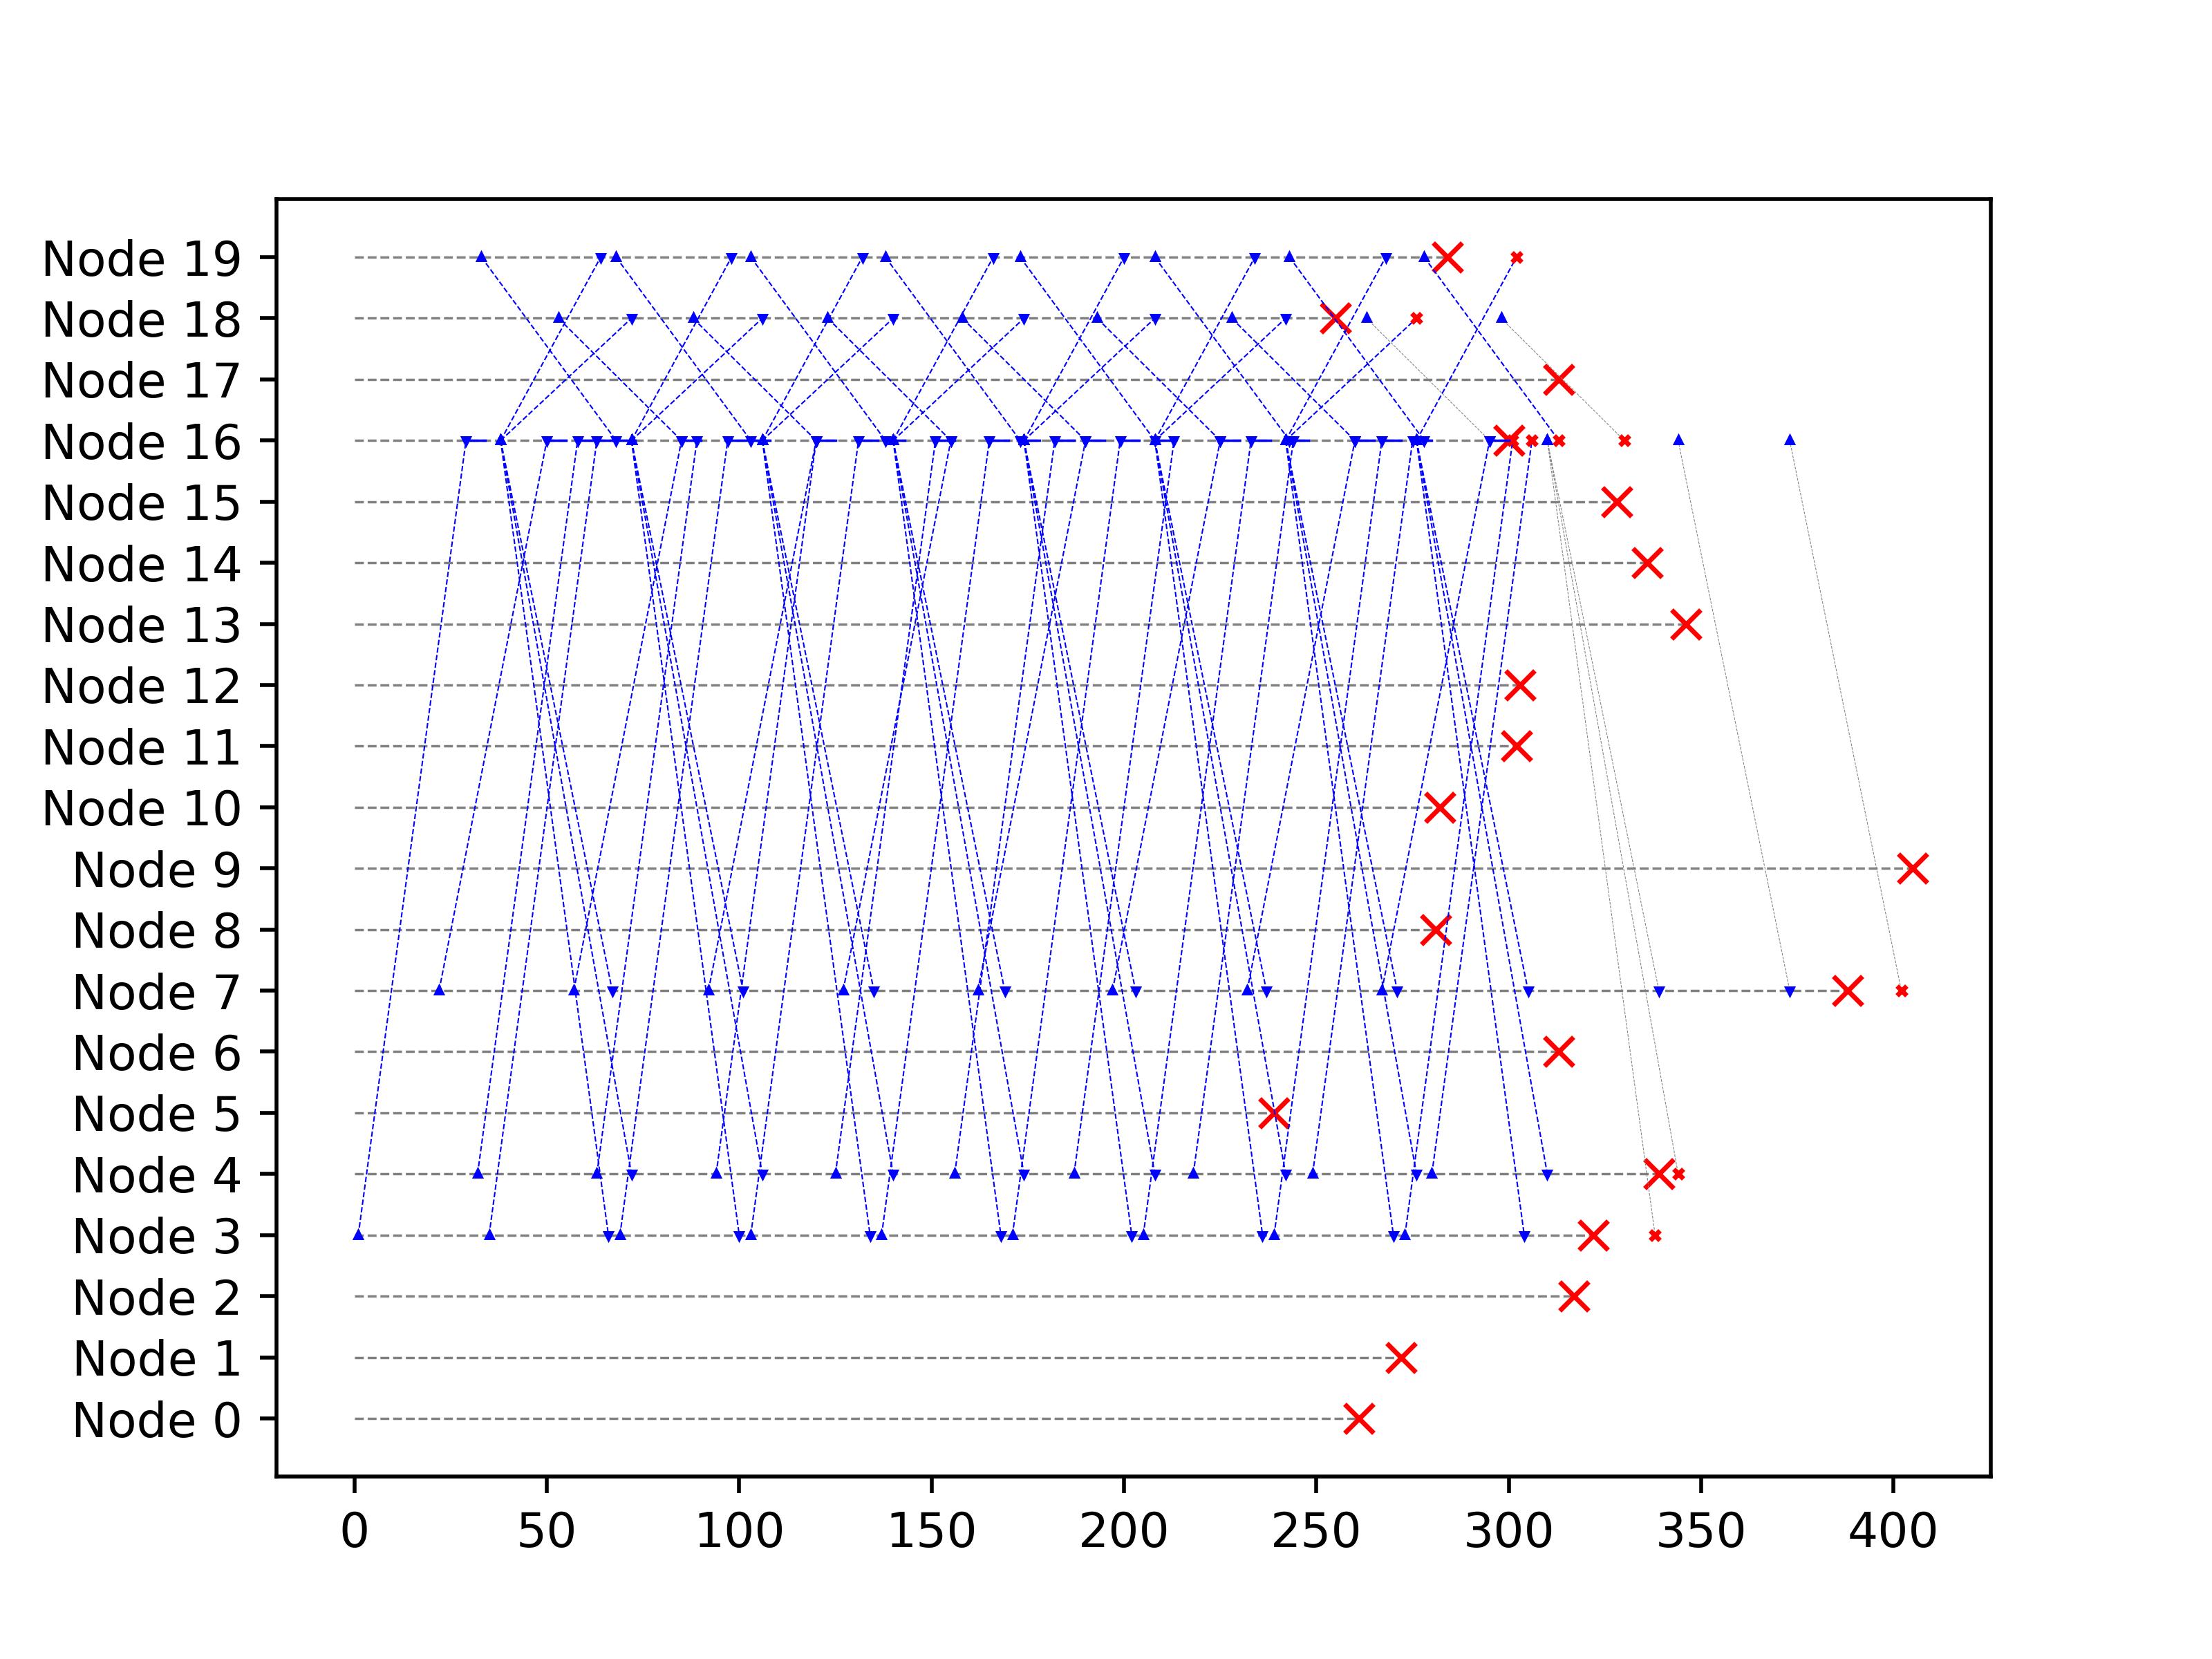 Node 19
Node 18
Node 17
Node 16
Node 15
Node 14
Node 13
Node 12
Node 11
Node 10
Node 9
Node 8
Node 7
Node 6
Node 5
Node 4
Node 3
Node 2
Node 1
Node 0
0 50 100 150 200 250 300 350 400